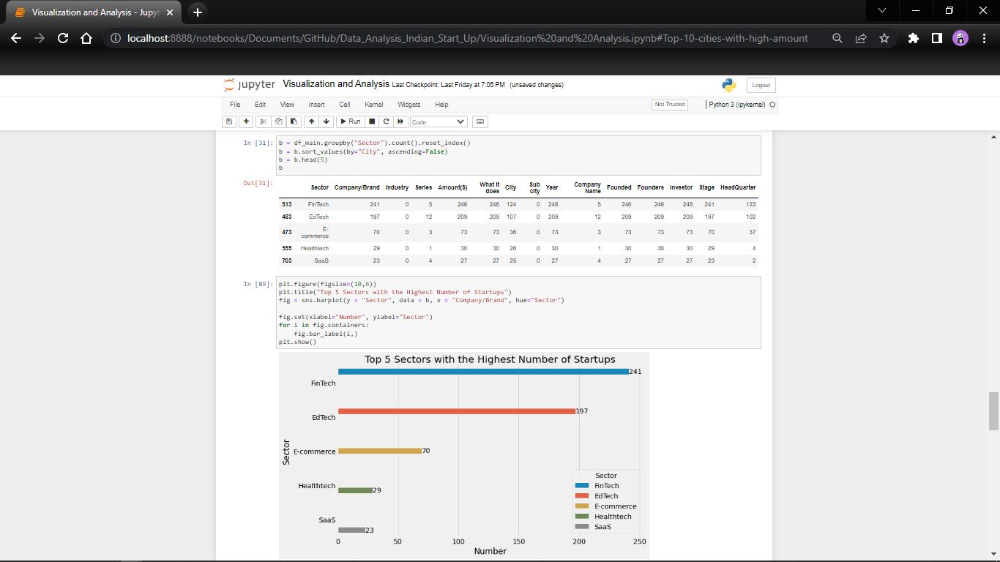 Visualization and Analysis - Jupyt
localhost:8888/notebooks/Documents/GitHub/Data_Analysis_Indian_Start_Up/Visualization%20and%20Analysis.ipynb#Top-10-cities-with-high-amount
jupyter Visualization and Analysis Last Checkpoint: Last Friday at 7:05 PM (unsaved changes) Logout
File Edit View Insert Cell Kernel Widgets Help Not Trusted Python 3 (ipykernel)
Run Code
In [31]: b = df_main.groupby("Sector").count().reset_index()
b = b.sort_values(by="City", ascending=False)
b = b.head(5)
b
Out[31]:
Sector Company/Brand Industry Series Amount($) What it does City Sub city Year Company Name Founded Founders Investor Stage HeadQuarter
513 FinTech 241 0 5 246 246 124 0 246 5 246 246 246 241 122
483 EdTech 197 0 12 209 209 107 0 209 12 209 209 209 197 102
473 E-commerce 70 0 3 73 73 36 0 73 3 73 73 73 70 37
559 Healthtech 29 0 1 30 30 26 0 30 1 30 30 30 29 4
703 SaaS 23 0 4 27 27 25 0 27 4 27 27 27 23 2
In [89]: plt.figure(figsize=(10,6))
plt.title("Top 5 Sectors with the Highest Number of Startups")
fig = sns.barplot(y = "Sector", data = b, x = "Company/Brand", hue="Sector")
fig.set(xlabel="Number", ylabel="Sector")
for i in fig.containers:
fig.bar_label(i,)
plt.show()
Top 5 Sectors with the Highest Number of Startups
241
FinTech
197
EdTech
Sector
E-commerce 70
Healthtech
29
SaaS
23
Sector
FinTech
EdTech
E-commerce
Healthtech
SaaS
0 50 100 150 200 250
Number